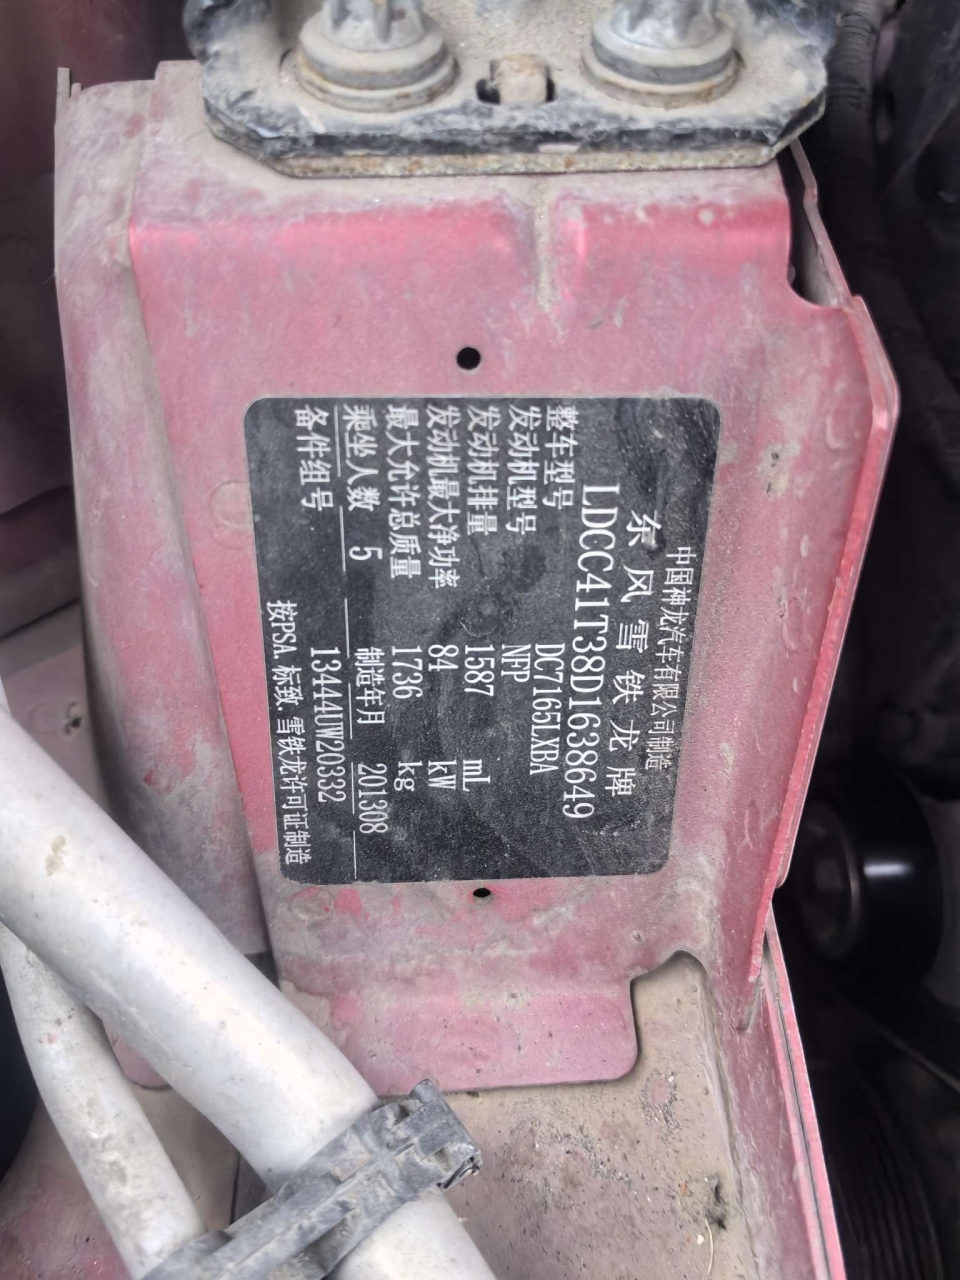 中国神龙汽车有限公司制造
东风雪铁龙牌
LDCC41T38D1638649
整车型号 DC7165LXBA
发动机型号 NFP
发动机排量 1587 mL
发动机最大净功率 84 kW
最大允许总质量 1736 kg
乘坐人数 5 制造年月 201308
备件组号 13444UW20332
按PSA.标致.雪铁龙许可证制造